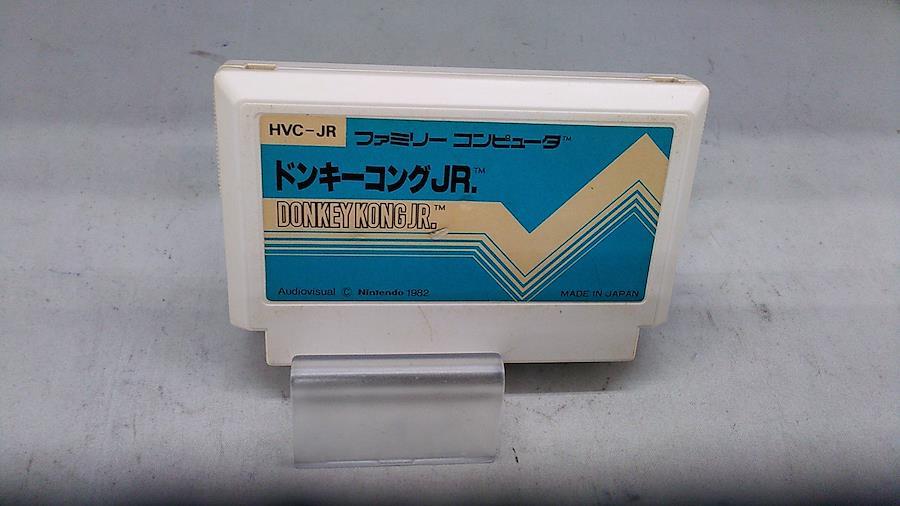 HVC-JR ファミリー コンピュータ™
ドンキーコングJR.™
DONKEY KONG JR.™
Audiovisual © Nintendo 1982
MADE IN JAPAN